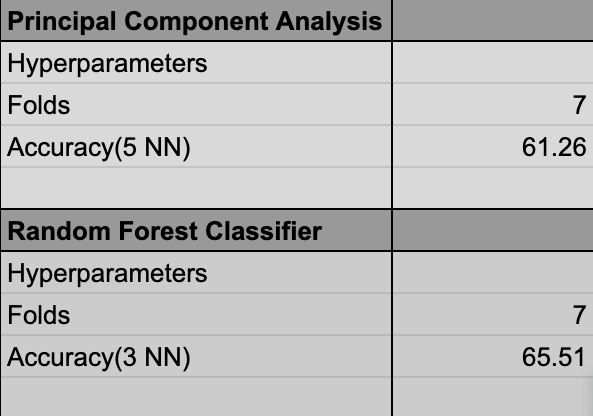 Principal Component Analysis
Hyperparameters
Folds 7
Accuracy(5 NN) 61.26
Random Forest Classifier
Hyperparameters
Folds 7
Accuracy(3 NN) 65.51